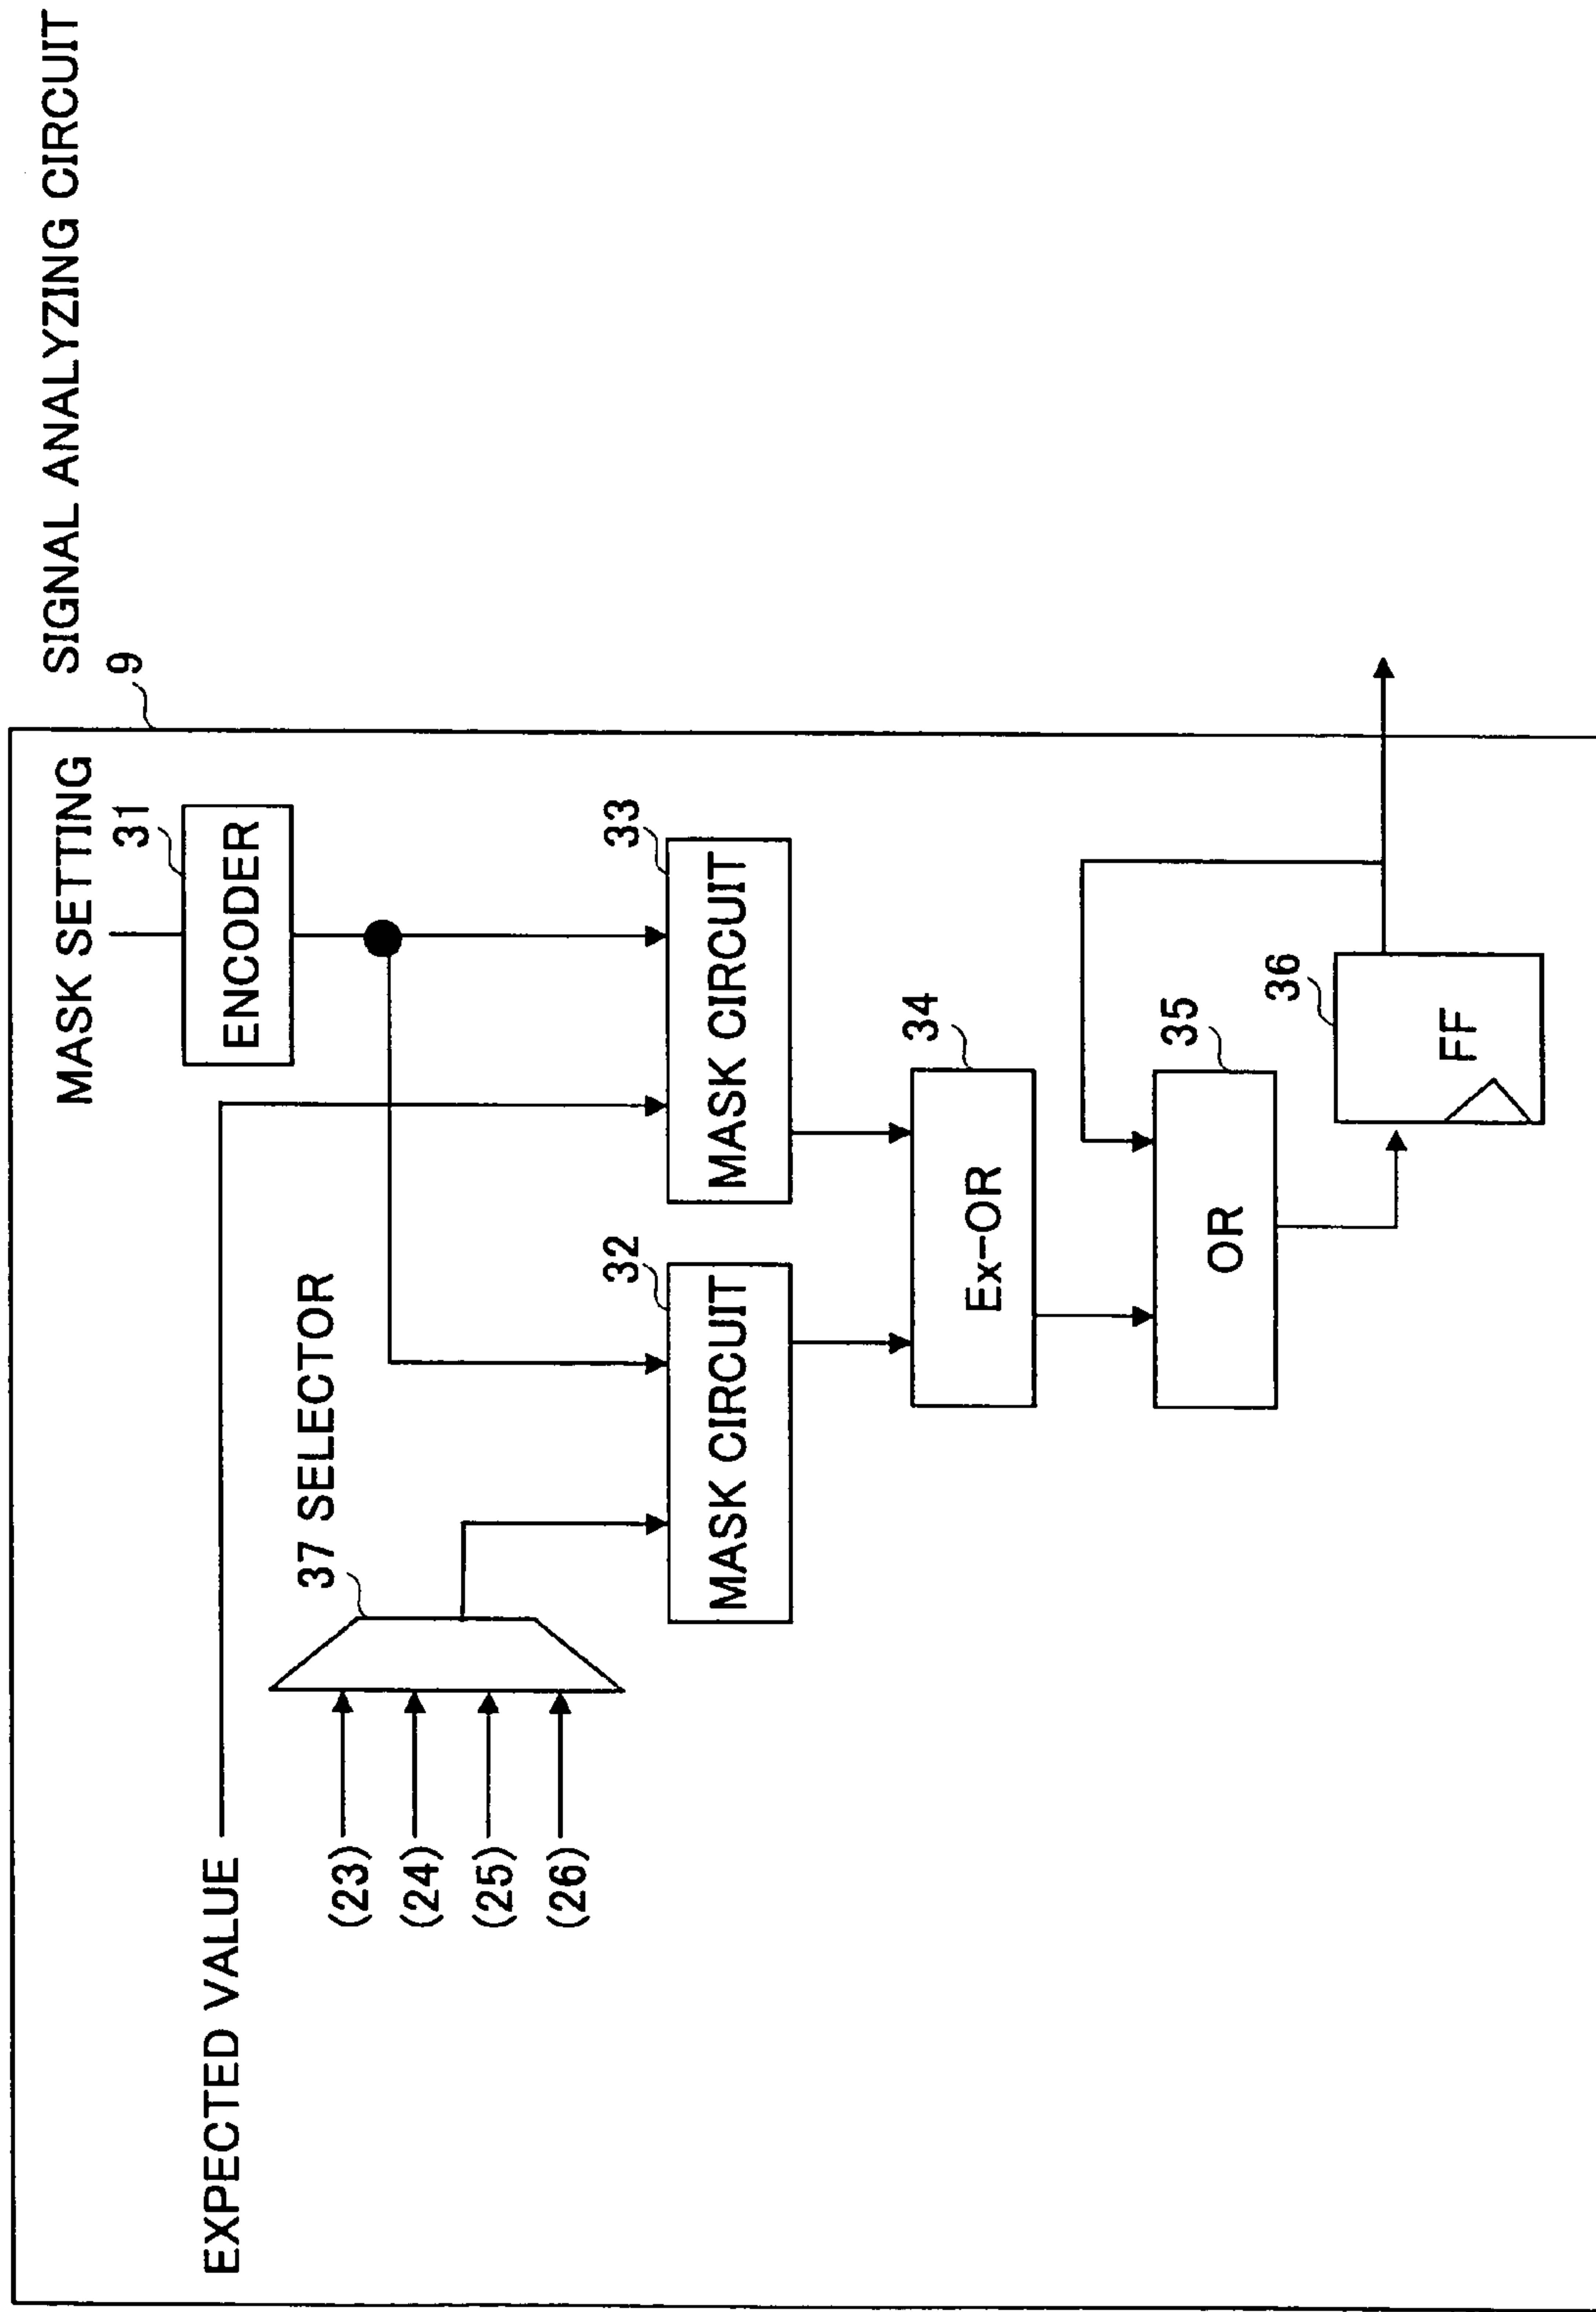 SIGNAL ANALYZING CIRCUIT
9
MASK SETTING
31
ENCODER
EXPECTED VALUE
37 SELECTOR
(23)
(24)
(25)
(26)
32
MASK CIRCUIT
33
MASK CIRCUIT
34
Ex-OR
35
OR
36
FF